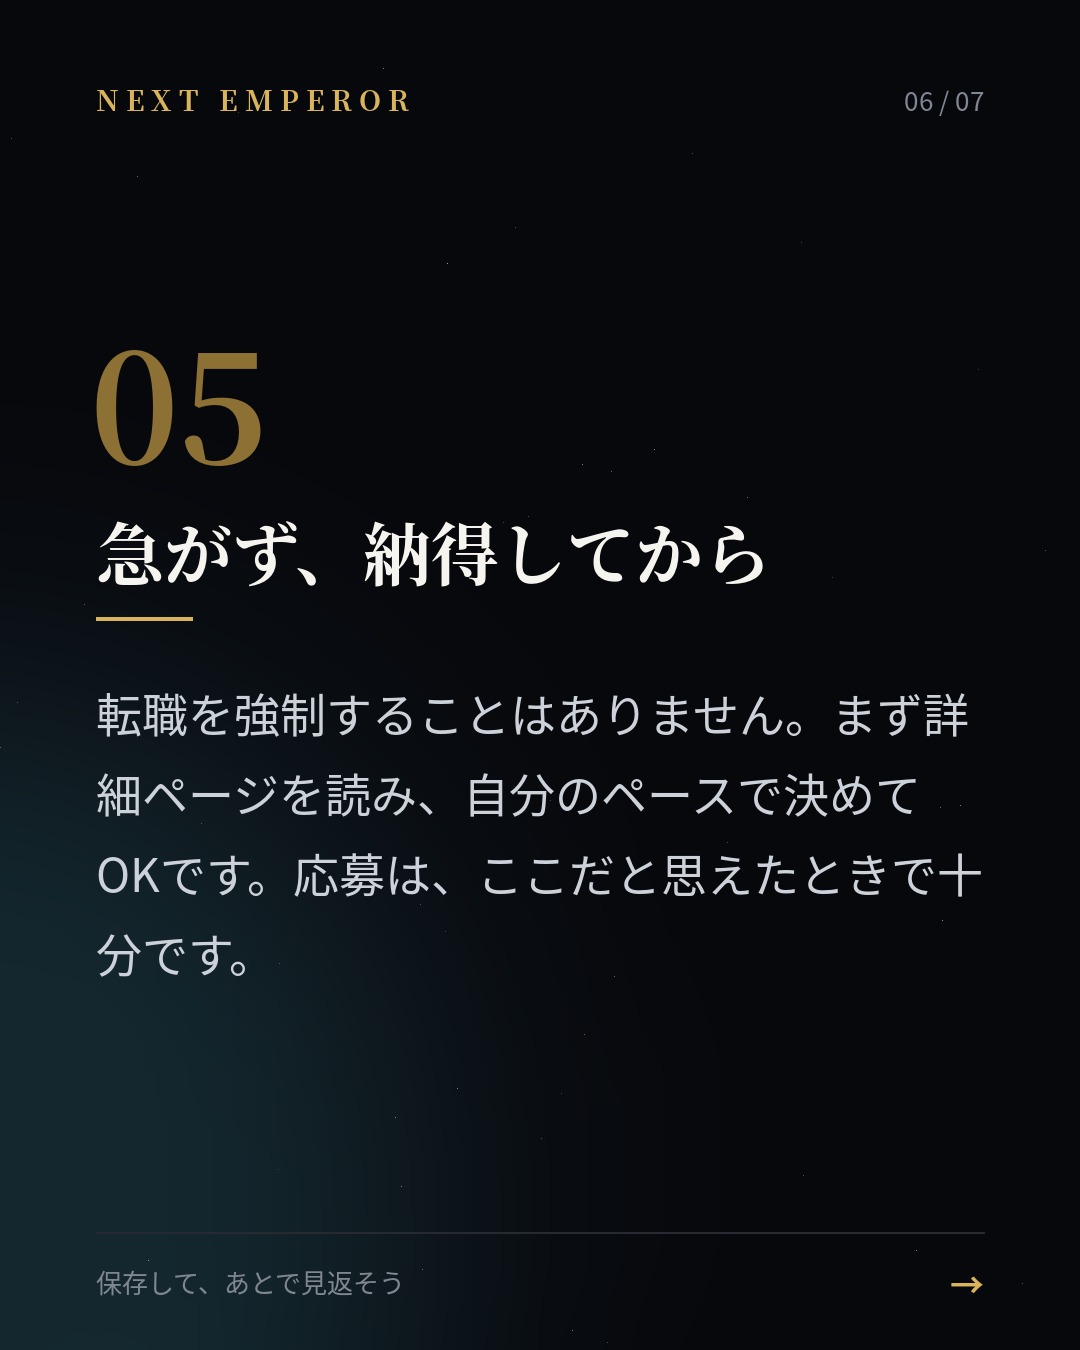 NEXT EMPEROR
06 / 07
05
急がず、納得してから
転職を強制することはありません。まず詳
細ページを読み、自分のペースで決めて
OKです。応募は、ここだと思えたときで十
分です。
保存して、あとで見返そう
→